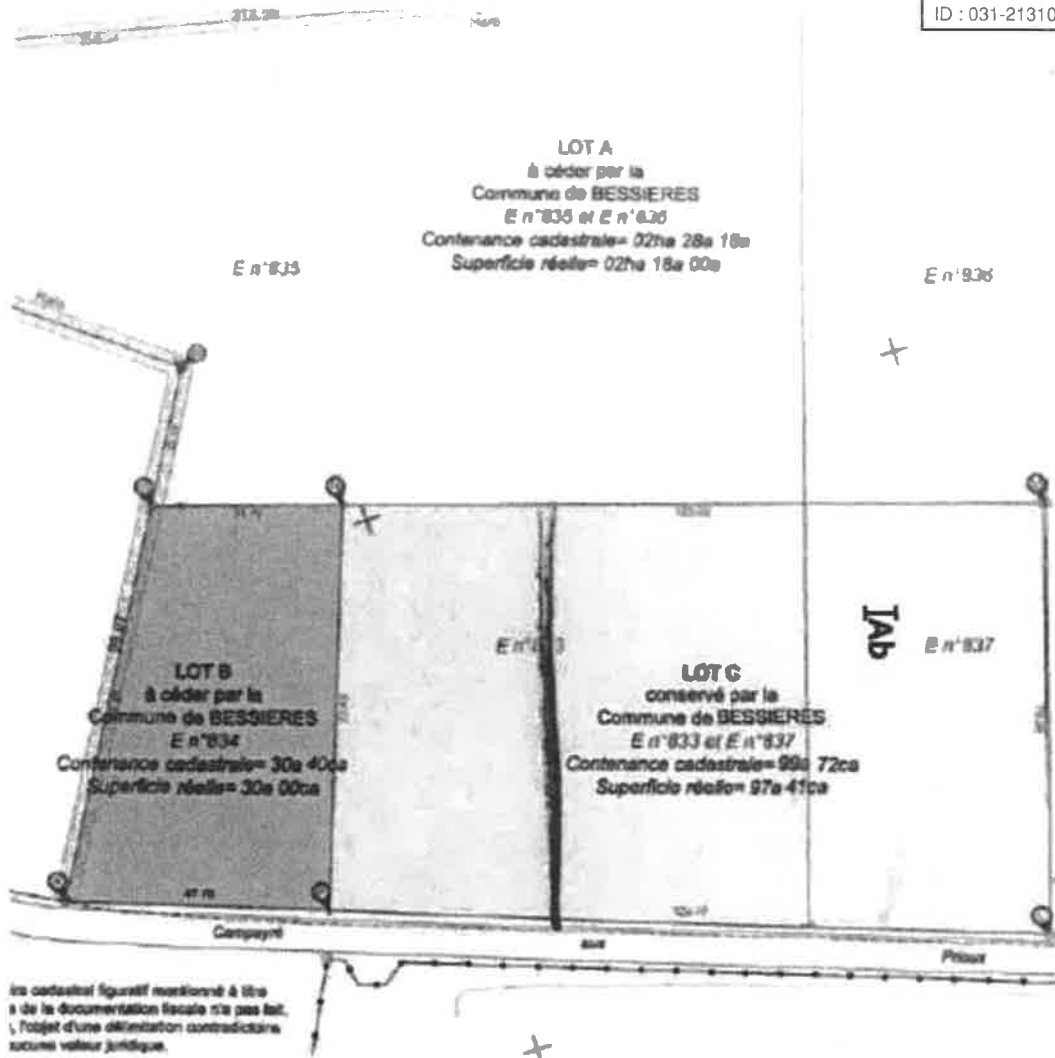 ID : 031-21310
LOT A
à céder par la
Commune de BESSIERES
E n°835 et E n°836
Contenance cadastrale= 02ha 28a 18a
Superficie réelle= 02ha 18a 00a
E n°835
E n°936
IAb
E n°837
LOT B
à céder par la
Commune de BESSIERES
E n°834
Contenance cadastrale= 30a 40ca
Superficie réelle= 30a 00ca
LOT C
conservé par la
Commune de BESSIERES
E n°833 et E n°837
Contenance cadastrale= 99a 72ca
Superficie réelle= 97a 41ca
Campayré
aux
Prioux
cadastral figuratif mentionné à titre
de la documentation fiscale n'a pas fait,
, l'objet d'une délimitation contradictoire
aucune valeur juridique.